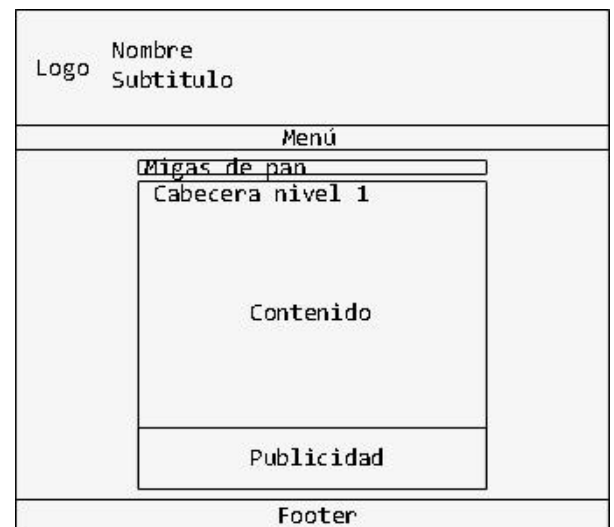 Logo
Nombre
Subtitulo
Menú
Migas de pan
Cabecera nivel 1
Contenido
Publicidad
Footer